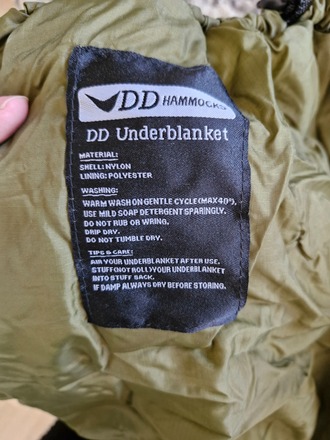 DD HAMMOCKS
DD Underblanket
MATERIAL:
SHELL: NYLON
LINING: POLYESTER
WASHING:
WARM WASH ON GENTLE CYCLE (MAX 40°),
USE MILD SOAP DETERGENT SPARINGLY.
DO NOT RUB OR WRING.
DRIP DRY.
DO NOT TUMBLE DRY.
TIPS & CARE:
AIR YOUR UNDERBLANKET AFTER USE.
STUFF (NOT ROLL) YOUR UNDERBLANKET
INTO STUFF BACK.
IF DAMP ALWAYS DRY BEFORE STORING.